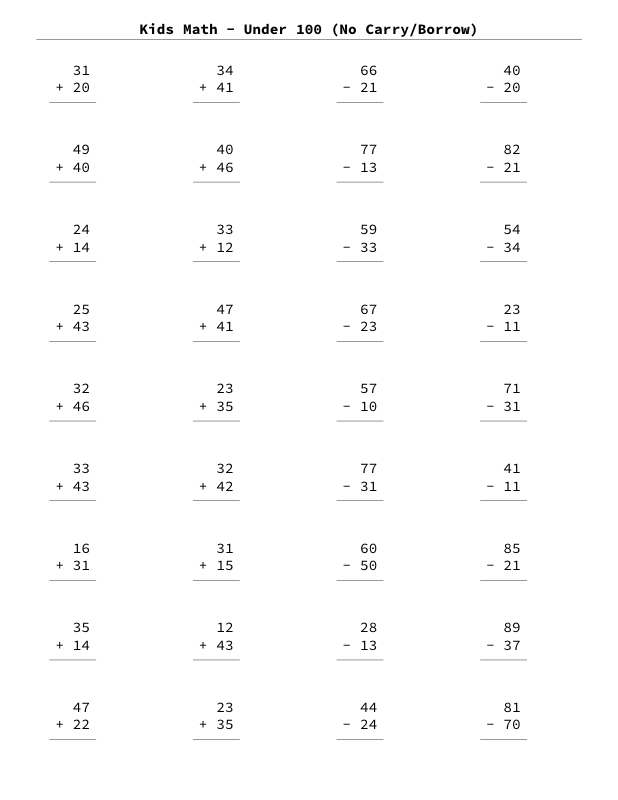 Kids Math - Under 100 (No Carry/Borrow)
31 34 66 40
+ 20 + 41 - 21 - 20
49 40 77 82
+ 40 + 46 - 13 - 21
24 33 59 54
+ 14 + 12 - 33 - 34
25 47 67 23
+ 43 + 41 - 23 - 11
32 23 57 71
+ 46 + 35 - 10 - 31
33 32 77 41
+ 43 + 42 - 31 - 11
16 31 60 85
+ 31 + 15 - 50 - 21
35 12 28 89
+ 14 + 43 - 13 - 37
47 23 44 81
+ 22 + 35 - 24 - 70